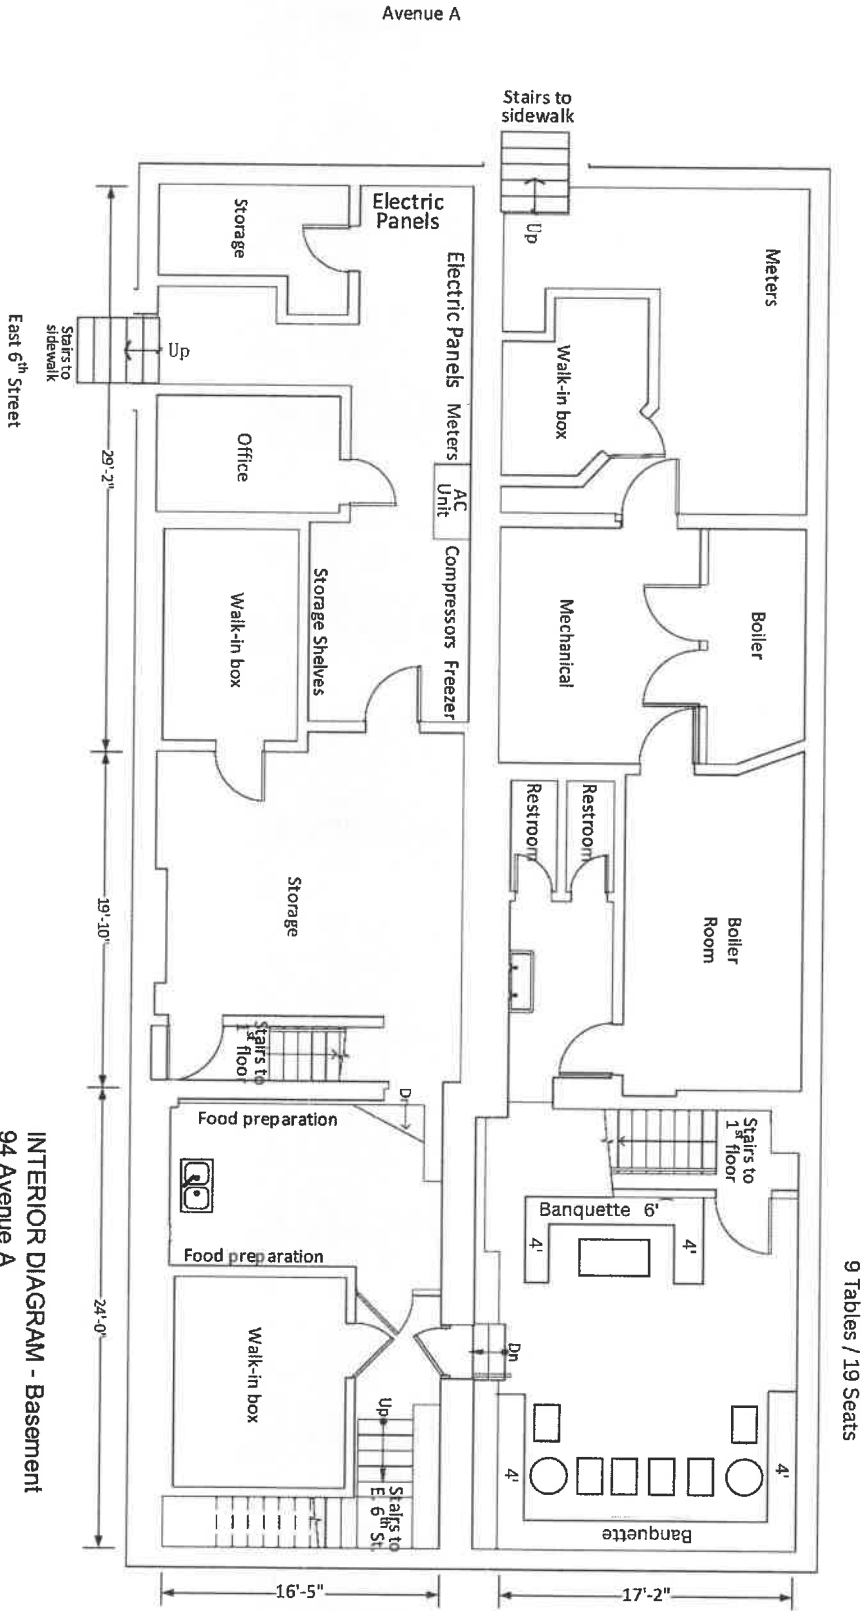 Avenue A
Stairs to
sidewalk
Up
Meters
Storage
Electric
Panels
Electric Panels
Meters
Walk-in box
Stairs to
sidewalk
Up
East 6th Street
Office
29'-2"
AC
Unit
Compressors
Freezer
Storage Shelves
Walk-in box
Mechanical
Boiler
Restroom
Restroom
Boiler
Room
Storage
19'-10"
Stairs to
1st floor
Dn
Food preparation
Food preparation
Stairs to
1st floor
Banquette 6'
4'
4'
9 Tables / 19 Seats
Dn
Walk-in box
24'-0"
Up
Stairs to
E. 6th St.
4'
4'
Banquette
16'-5"
17'-2"
INTERIOR DIAGRAM - Basement
94 Avenue A